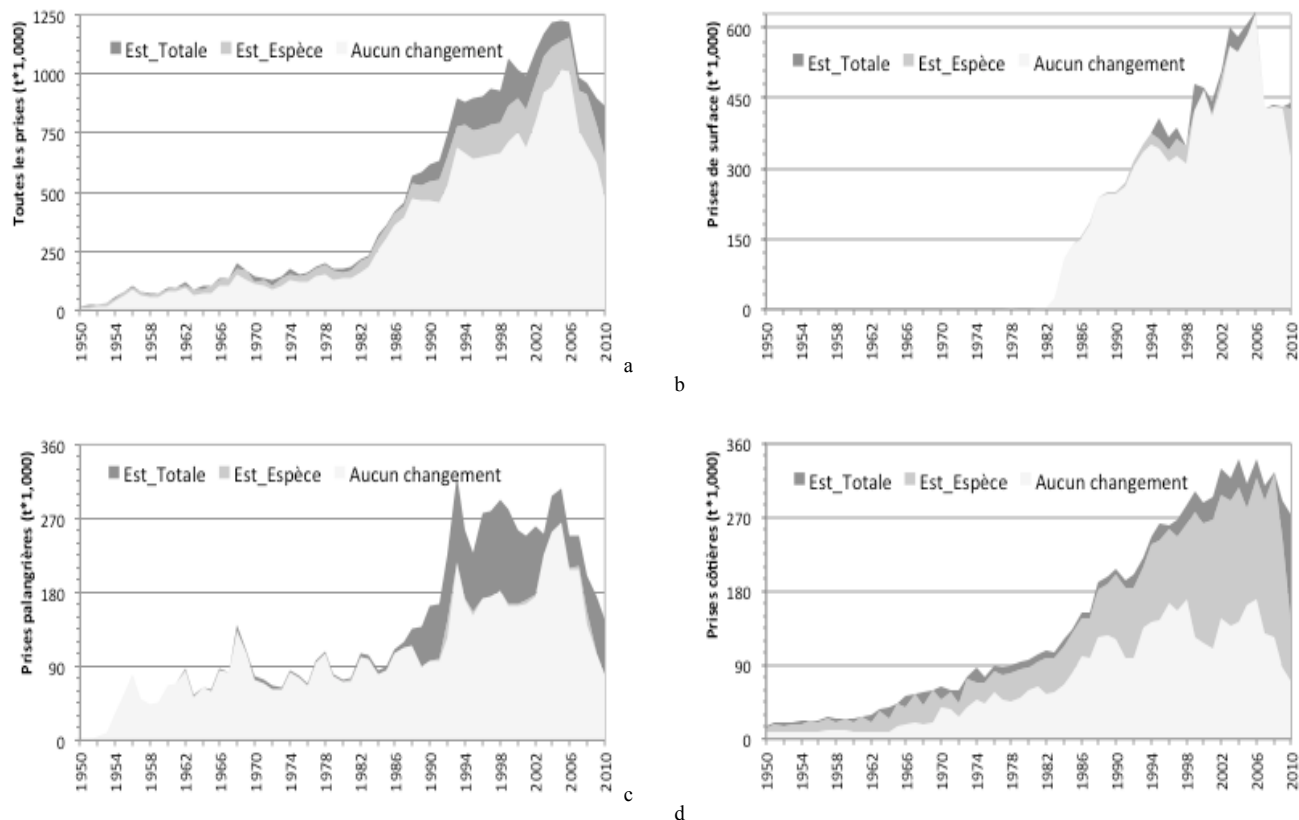 Toutes les prises (t*1,000)
1250
1000
750
500
250
0
Est_Totale Est_Espèce Aucun changement
1950 1954 1958 1962 1966 1970 1974 1978 1982 1986 1990 1994 1998 2002 2006 2010
a
Prises de surface (t*1,000)
600
450
300
150
0
Est_Totale Est_Espèce Aucun changement
1950 1954 1958 1962 1966 1970 1974 1978 1982 1986 1990 1994 1998 2002 2006 2010
b
Prises palangrières (t*1,000)
360
270
180
90
0
Est_Totale Est_Espèce Aucun changement
1950 1954 1958 1962 1966 1970 1974 1978 1982 1986 1990 1994 1998 2002 2006 2010
c
Prises côtières (t*1,000)
360
270
180
90
0
Est_Totale Est_Espèce Aucun changement
1950 1954 1958 1962 1966 1970 1974 1978 1982 1986 1990 1994 1998 2002 2006 2010
d